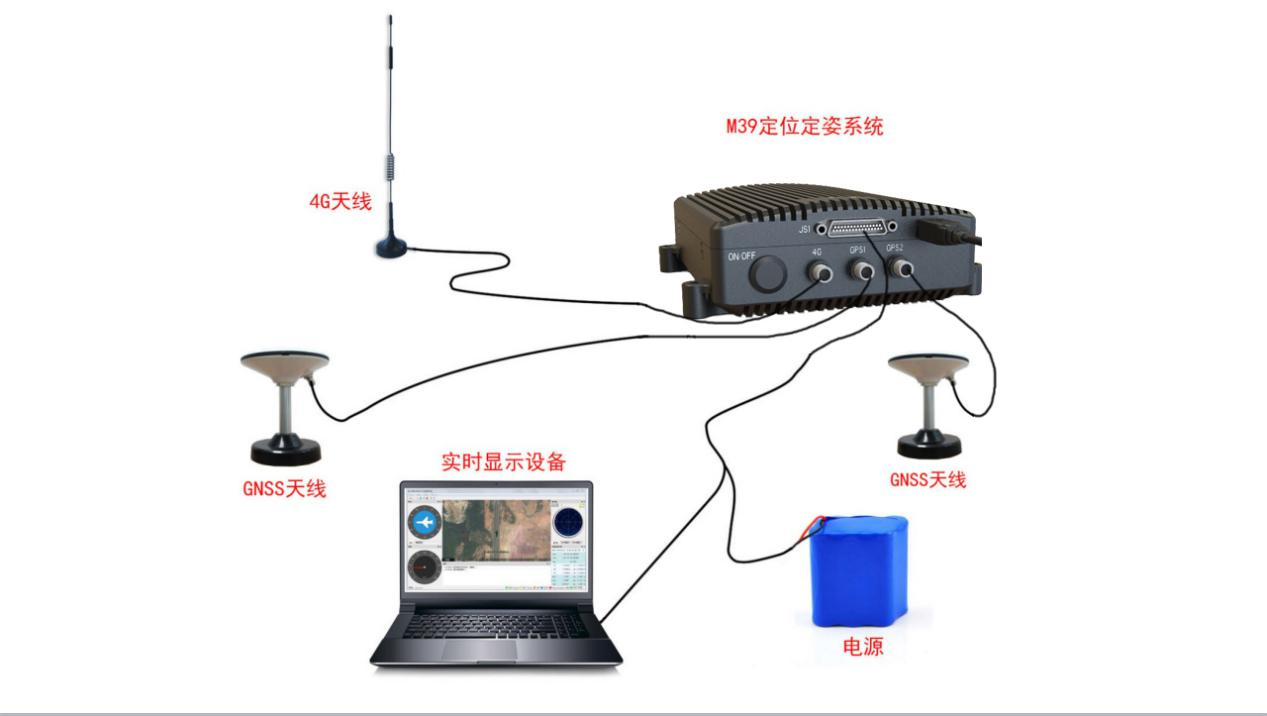 M39定位定姿系统
4G天线
JS1
ON/OFF
4G
GPS1
GPS2
GNSS天线
实时显示设备
GNSS天线
电源